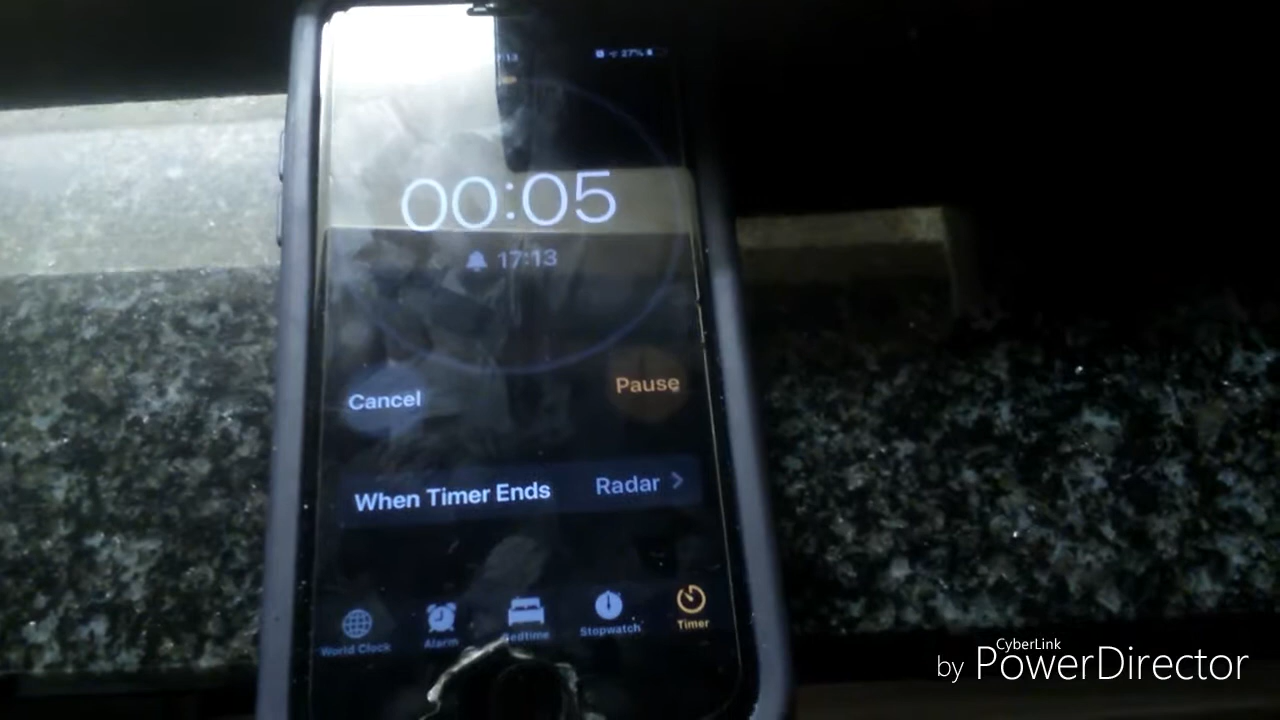 27%
00:05
17:13
Cancel
Pause
When Timer Ends
Radar
World Clock
Alarm
Bedtime
Stopwatch
Timer
CyberLink
by PowerDirector